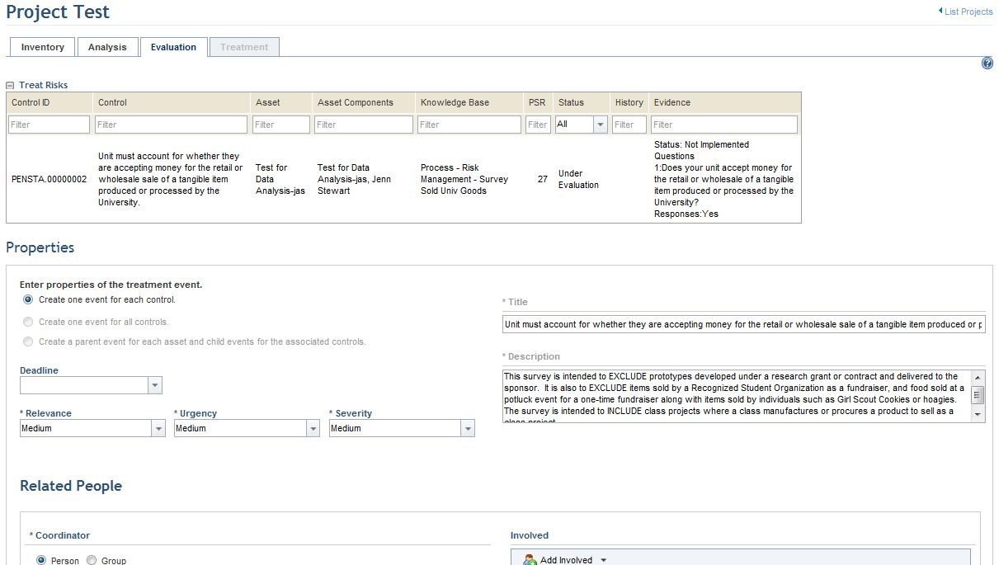 Project Test
List Projects
Inventory
Analysis
Evaluation
Treatment
Treat Risks
Control ID
Control
Asset
Asset Components
Knowledge Base
PSR
Status
History
Evidence
Filter
Filter
Filter
Filter
Filter
Filter
All
Filter
Filter
PENSTA.00000002
Unit must account for whether they
are accepting money for the retail or
wholesale sale of a tangible item
produced or processed by the
University.
Test for
Data
Analysis-jas
Test for Data
Analysis-jas, Jenn
Stewart
Process - Risk
Management - Survey
Sold Univ Goods
27
Under
Evaluation
Status: Not Implemented
Questions
1:Does your unit accept money for
the retail or wholesale of a tangible
item produced or processed by the
University?
Responses:Yes
Properties
Enter properties of the treatment event.
Create one event for each control.
Create one event for all controls.
Create a parent event for each asset and child events for the associated controls.
Deadline
* Relevance
* Urgency
* Severity
Medium
Medium
Medium
* Title
Unit must account for whether they are accepting money for the retail or wholesale sale of a tangible item produced or p
* Description
This survey is intended to EXCLUDE prototypes developed under a research grant or contract and delivered to the
sponsor. It is also to EXCLUDE items sold by a Recognized Student Organization as a fundraiser, and food sold at a
potluck event for a one-time fundraiser along with items sold by individuals such as Girl Scout Cookies or hoagies.
The survey is intended to INCLUDE class projects where a class manufactures or procures a product to sell as a
class project
Related People
* Coordinator
Person
Group
Involved
Add Involved